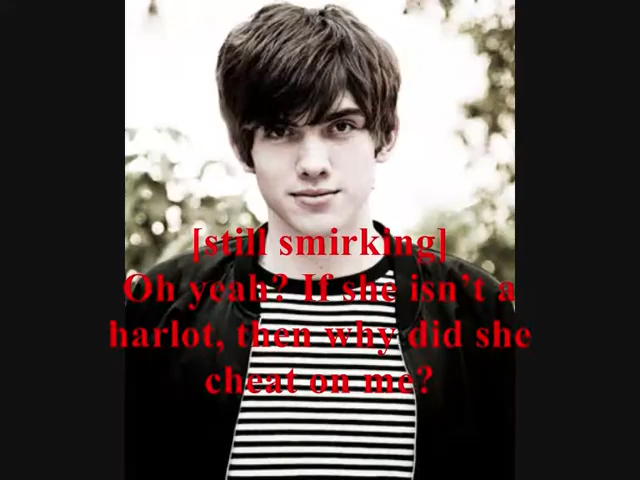 [still smirking]
Oh yeah? If she isn’t a
harlot, then why did she
cheat on me?